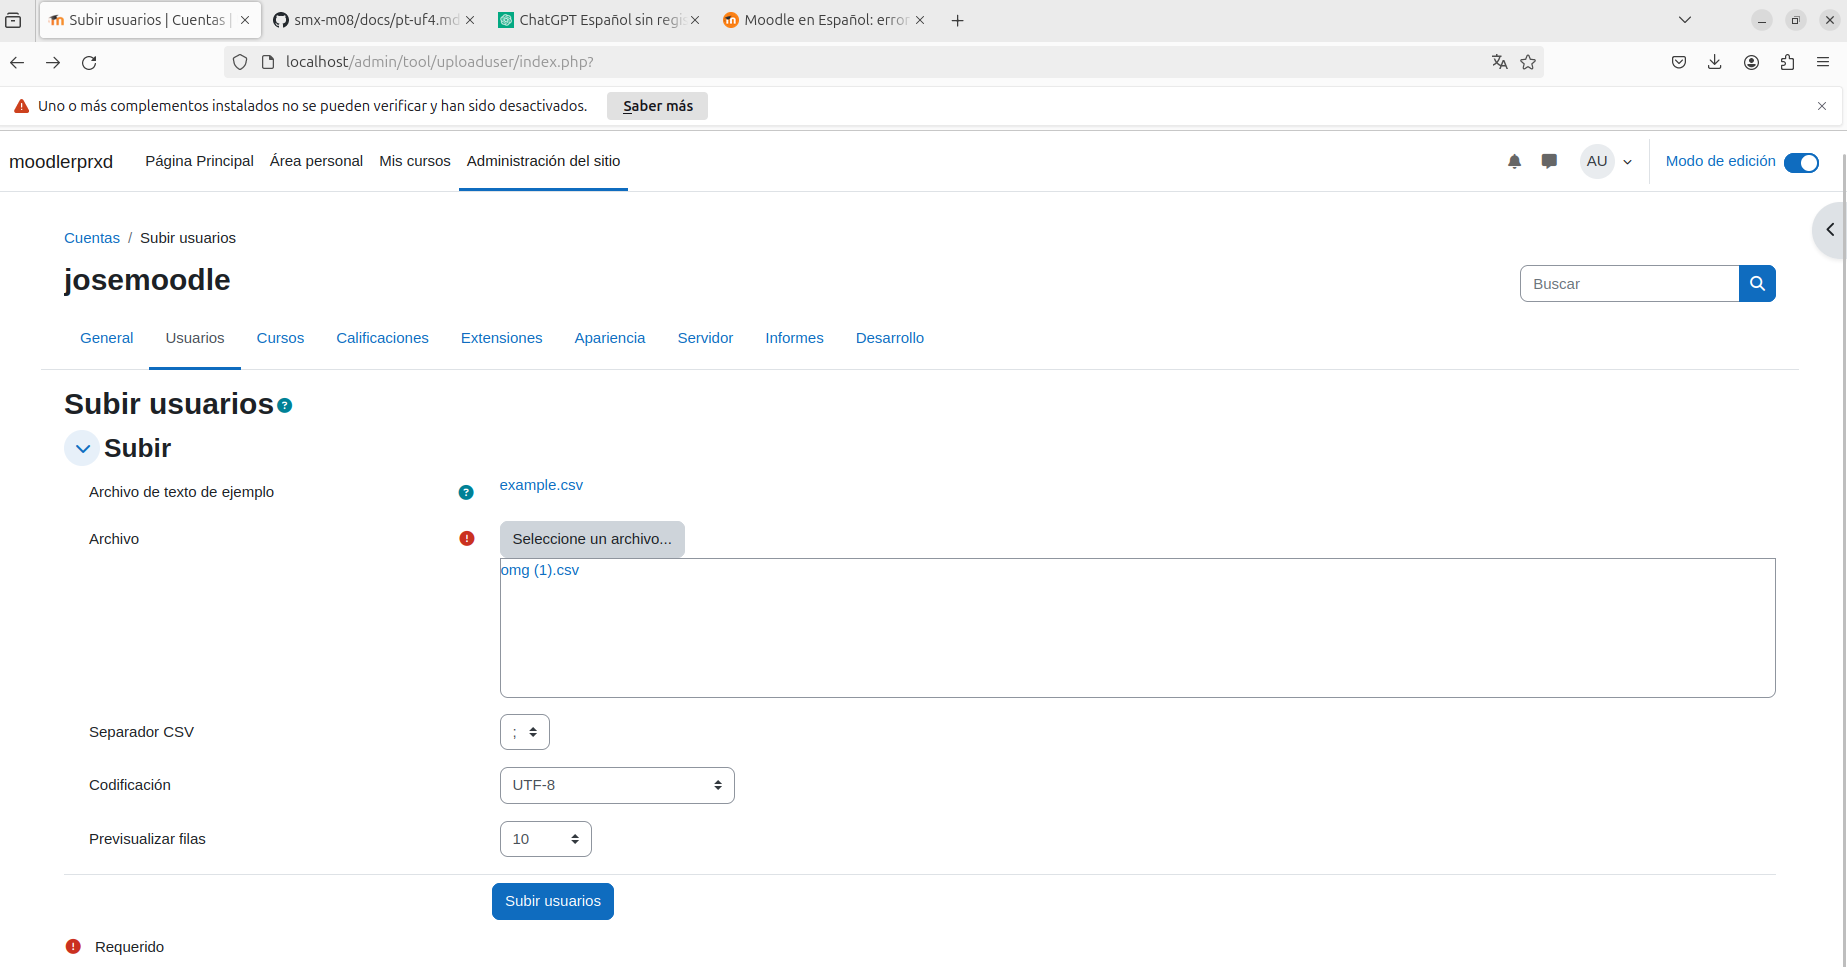 Subir usuarios | Cuentas |
smx-m08/docs/pt-uf4.md
ChatGPT Español sin regis
Moodle en Español: error
localhost/admin/tool/uploaduser/index.php?
Uno o más complementos instalados no se pueden verificar y han sido desactivados.
Saber más
moodlerprxd
Página Principal
Área personal
Mis cursos
Administración del sitio
AU
Modo de edición
Cuentas / Subir usuarios
josemoodle
Buscar
General
Usuarios
Cursos
Calificaciones
Extensiones
Apariencia
Servidor
Informes
Desarrollo
Subir usuarios
Subir
Archivo de texto de ejemplo
example.csv
Archivo
Seleccione un archivo...
omg (1).csv
Separador CSV
;
Codificación
UTF-8
Previsualizar filas
10
Subir usuarios
Requerido